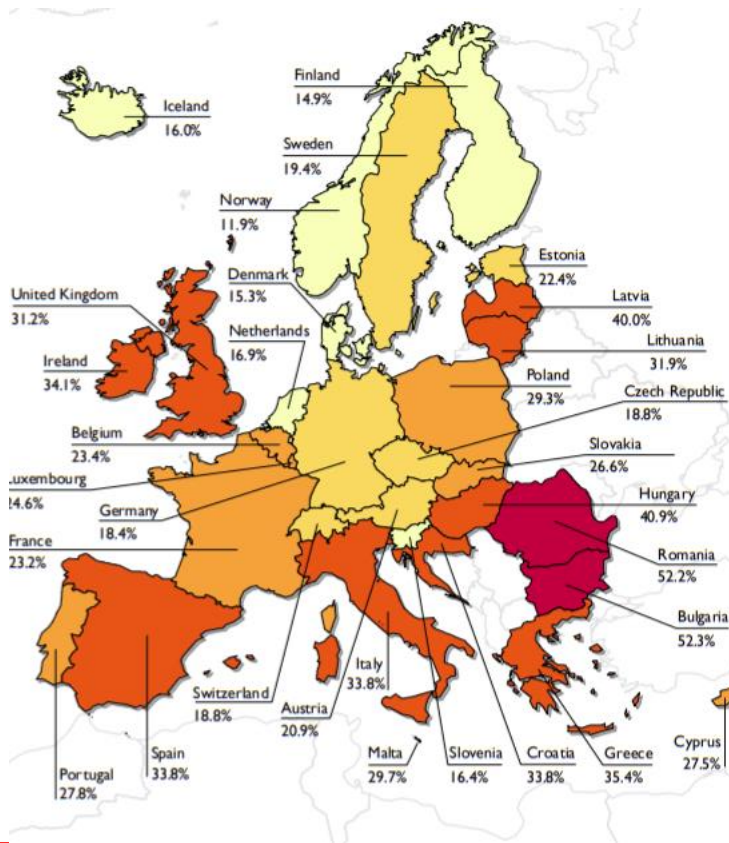 Iceland
16.0%
Finland
14.9%
Sweden
19.4%
Norway
11.9%
Denmark
15.3%
Estonia
22.4%
United Kingdom
31.2%
Latvia
40.0%
Netherlands
16.9%
Lithuania
31.9%
Ireland
34.1%
Poland
29.3%
Czech Republic
18.8%
Belgium
23.4%
Slovakia
26.6%
uxembourg
24.6%
Hungary
40.9%
Germany
18.4%
France
23.2%
Romania
52.2%
Bulgaria
52.3%
Italy
33.8%
Switzerland
18.8%
Austria
20.9%
Spain
33.8%
Portugal
27.8%
Malta
29.7%
Slovenia
16.4%
Croatia
33.8%
Greece
35.4%
Cyprus
27.5%